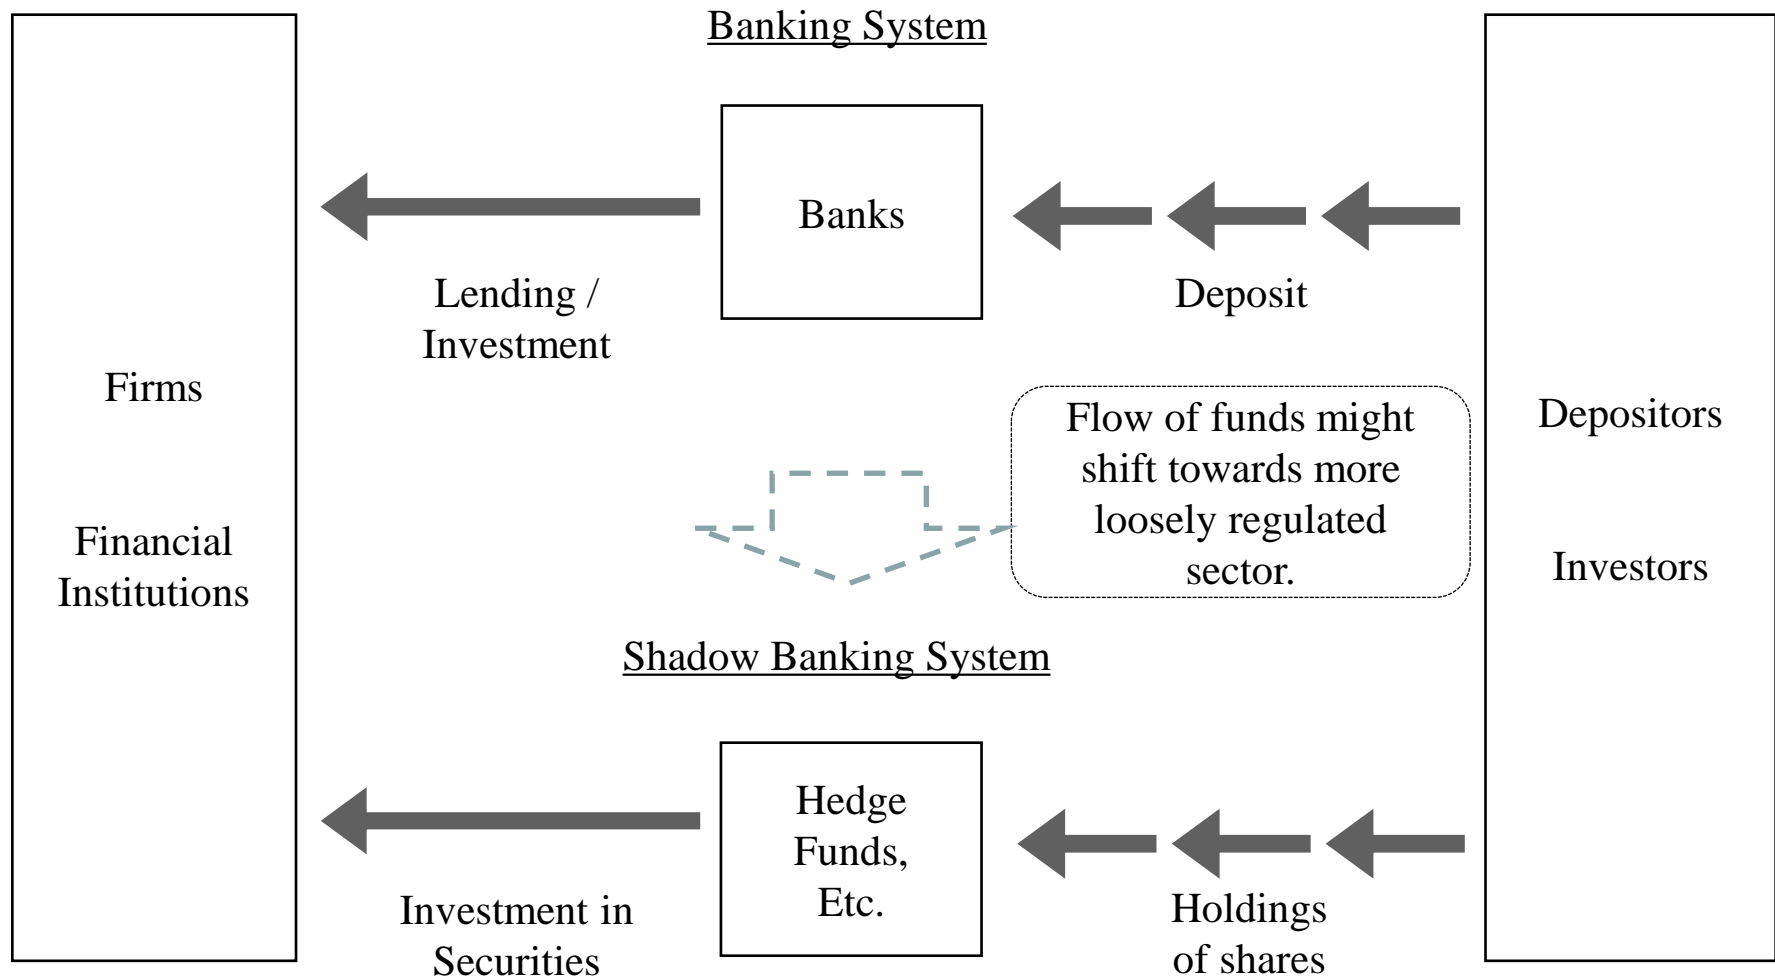 Banking System
Firms
Financial
Institutions
Lending /
Investment
Banks
Deposit
Depositors
Investors
Flow of funds might
shift towards more
loosely regulated
sector.
Shadow Banking System
Investment in
Securities
Hedge
Funds,
Etc.
Holdings
of shares